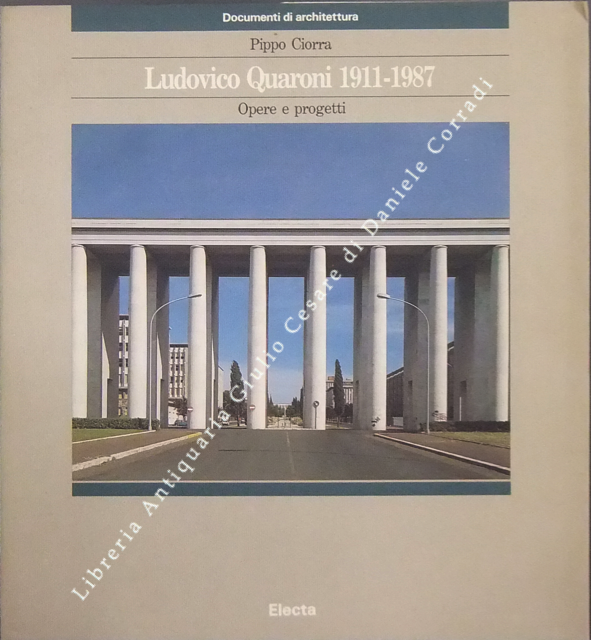 Documenti di architettura
Pippo Ciorra
Ludovico Quaroni 1911-1987
Opere e progetti
Libreria Antiquaria Giulio Cesare di Daniele Corradi
Electa